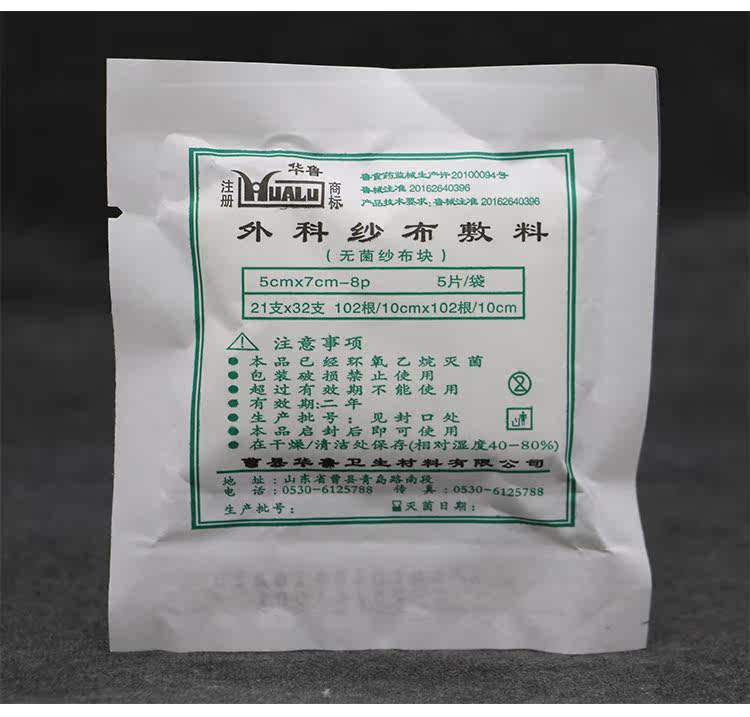 华鲁
注册 HUALU 商标
鲁食药监械生产许20100094号
鲁械注准 20162640396
产品技术要求：鲁械注准 20162640396
外科纱布敷料
（无菌纱布块）
5cmx7cm-8p 5片/袋
21支x32支 102根/10cmx102根/10cm
注意事项
本品已经环氧乙烷灭菌
包装破损禁止使用
超过有效期不能使用
有效期:二年
生产批号：见封口处
本品启封后即可使用
在干燥/清洁处保存(相对湿度40-80%)
曹县华鲁卫生材料有限公司
地址：山东省曹县青岛路南段
电话：0530-6125788 传真：0530-6125788
生产批号： 灭菌日期：